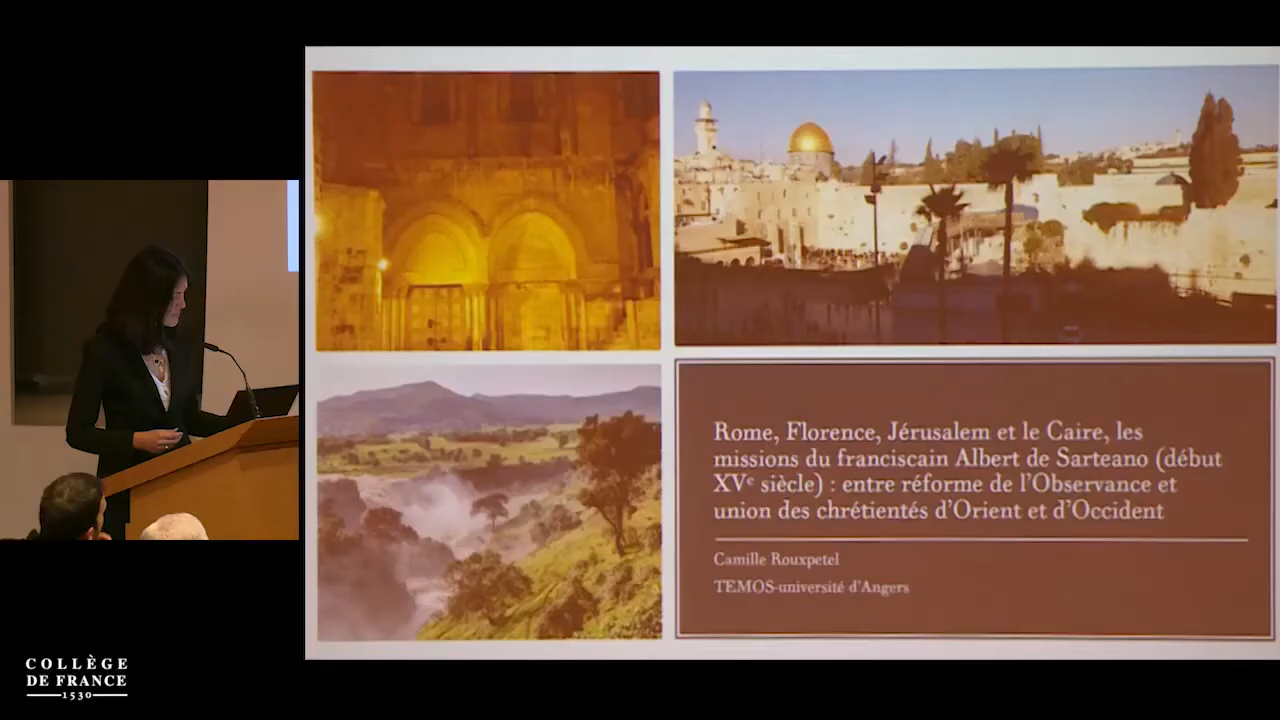 Rome, Florence, Jérusalem et le Caire, les
missions du franciscain Albert de Sarteano (début
XVᵉ siècle) : entre réforme de l'Observance et
union des chrétientés d'Orient et d'Occident
Camille Rouxpetel
TEMOS-université d'Angers
COLLÈGE
DE FRANCE
1530